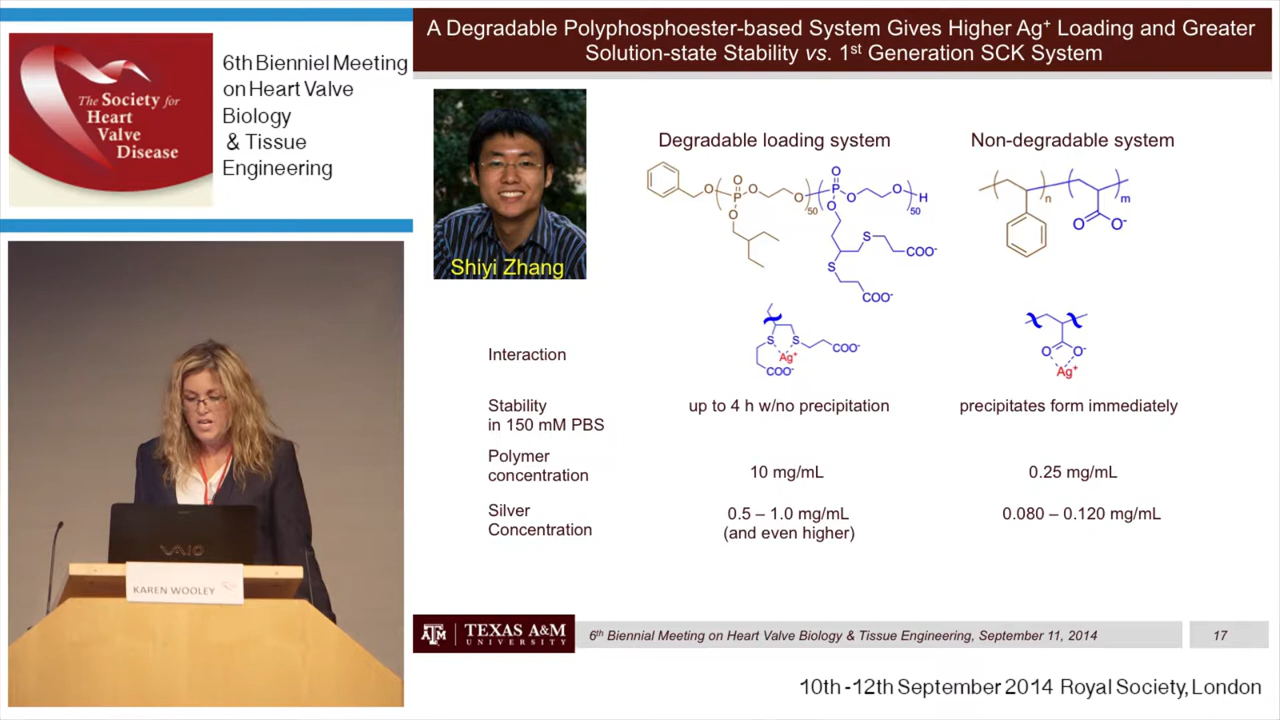 A Degradable Polyphosphoester-based System Gives Higher Ag⁺ Loading and Greater
Solution-state Stability vs. 1st Generation SCK System
The Society for
Heart
Valve
Disease
6th Bienniel Meeting
on Heart Valve
Biology
& Tissue
Engineering
Shiyi Zhang
Degradable loading system
Non-degradable system
O
O
P
O
O
O
50
O
O
P
O
O
O
H
50
S
COO⁻
S
COO⁻
n
m
O
O⁻
Interaction
S
S
COO⁻
Ag⁺
COO⁻
O
O⁻
Ag⁺
Stability
in 150 mM PBS
up to 4 h w/no precipitation
precipitates form immediately
Polymer
concentration
10 mg/mL
0.25 mg/mL
Silver
Concentration
0.5 – 1.0 mg/mL
(and even higher)
0.080 – 0.120 mg/mL
VAIO
KAREN WOOLEY
ATM
TEXAS A&M
UNIVERSITY
6th Biennial Meeting on Heart Valve Biology & Tissue Engineering, September 11, 2014
17
10th -12th September 2014 Royal Society, London